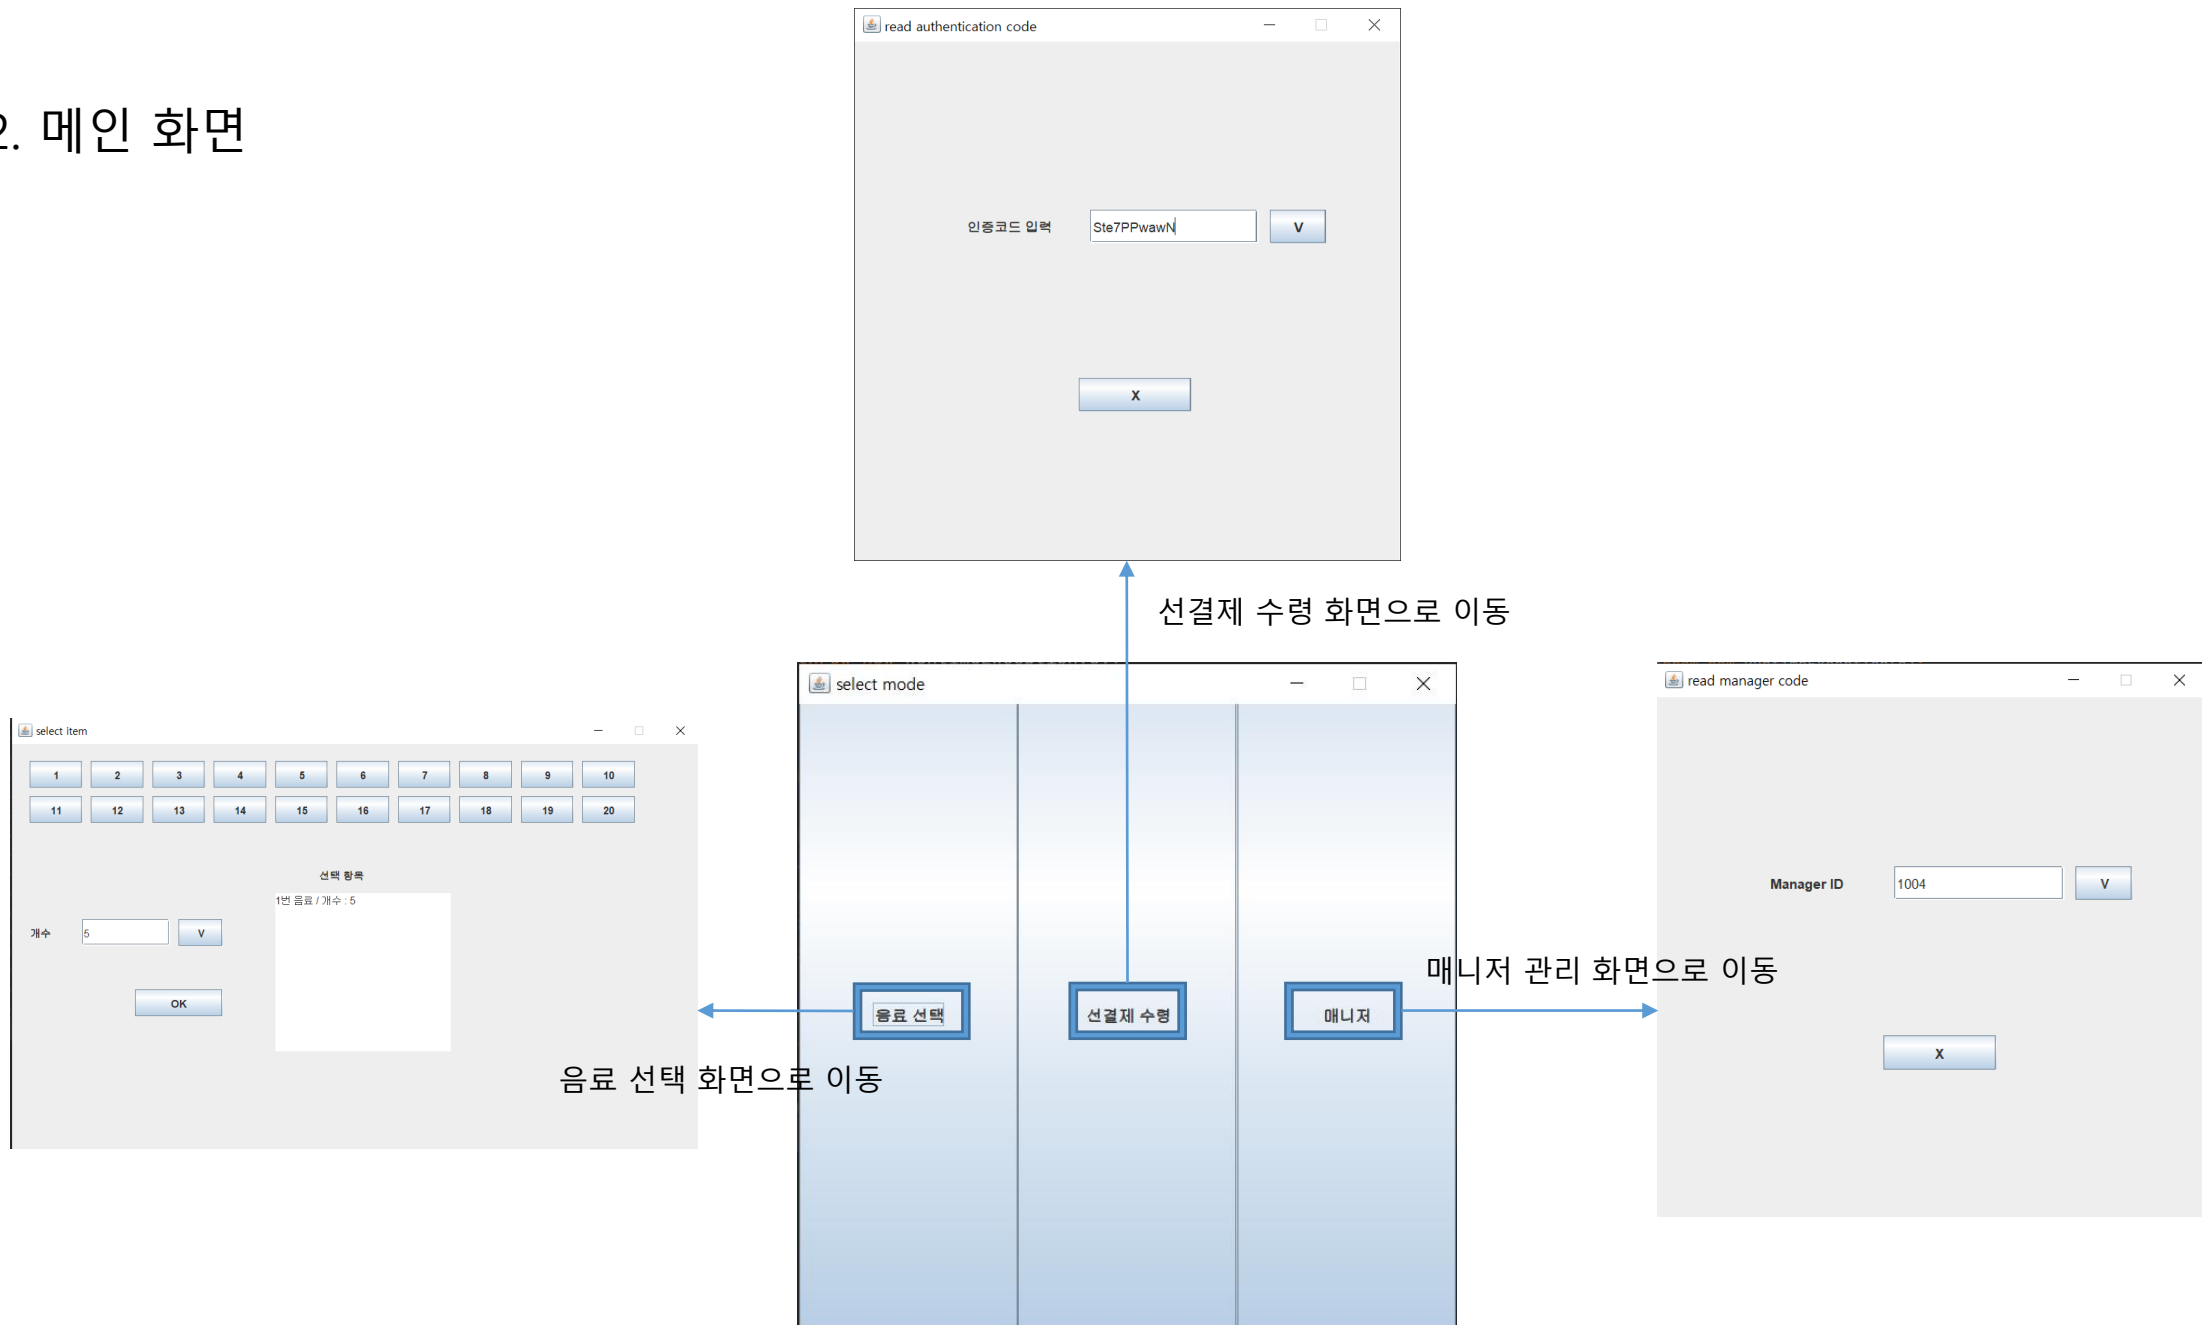 2. 메인 화면
read authentication code
인증코드 입력
Ste7PPwawN
V
X
선결제 수령 화면으로 이동
select item
1 2 3 4 5 6 7 8 9 10
11 12 13 14 15 16 17 18 19 20
선택 항목
1번 음료 / 개수 : 5
개수
5
V
OK
음료 선택 화면으로 이동
select mode
음료 선택
선결제 수령
매니저
매니저 관리 화면으로 이동
read manager code
Manager ID
1004
V
X